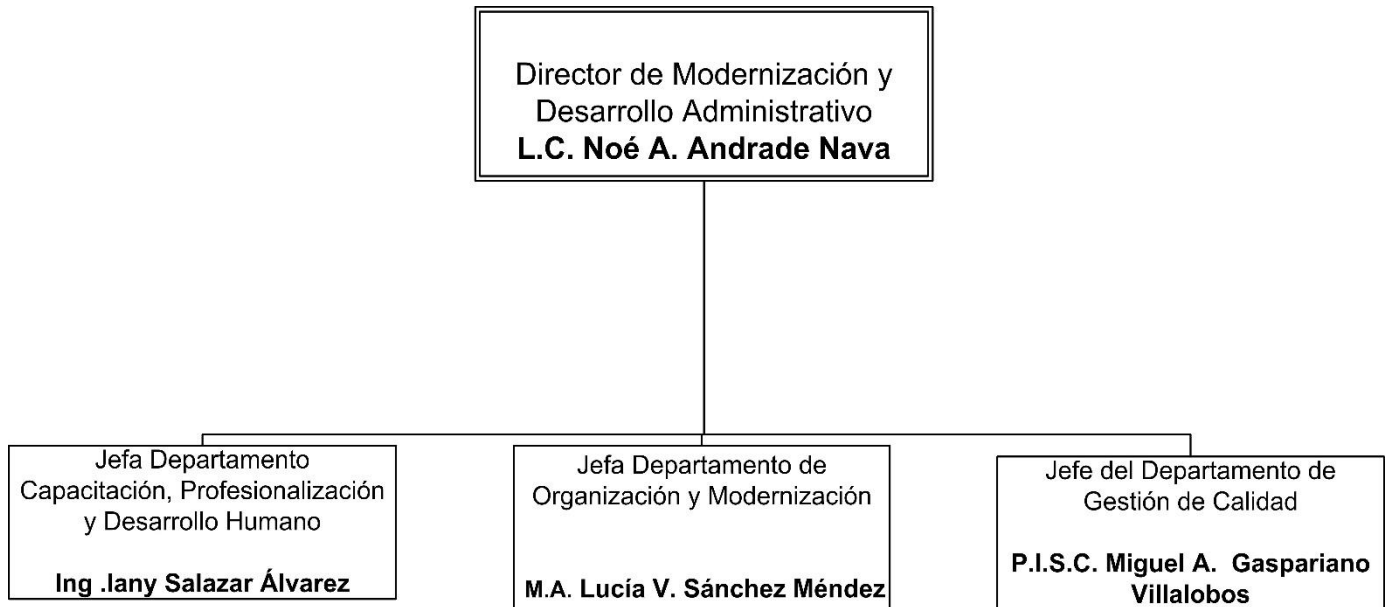 Director de Modernización y
Desarrollo Administrativo
L.C. Noé A. Andrade Nava
Jefa Departamento
Capacitación, Profesionalización
y Desarrollo Humano
Ing .Iany Salazar Álvarez
Jefa Departamento de
Organización y Modernización
M.A. Lucía V. Sánchez Méndez
Jefe del Departamento de
Gestión de Calidad
P.I.S.C. Miguel A.  Gaspariano
Villalobos